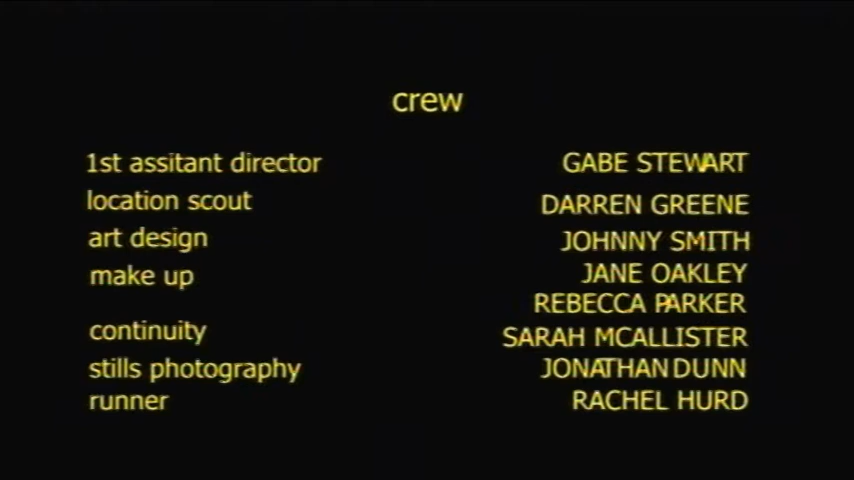 crew
1st assitant director GABE STEWART
location scout DARREN GREENE
art design JOHNNY SMITH
make up JANE OAKLEY
REBECCA PARKER
continuity SARAH MCALLISTER
stills photography JONATHAN DUNN
runner RACHEL HURD